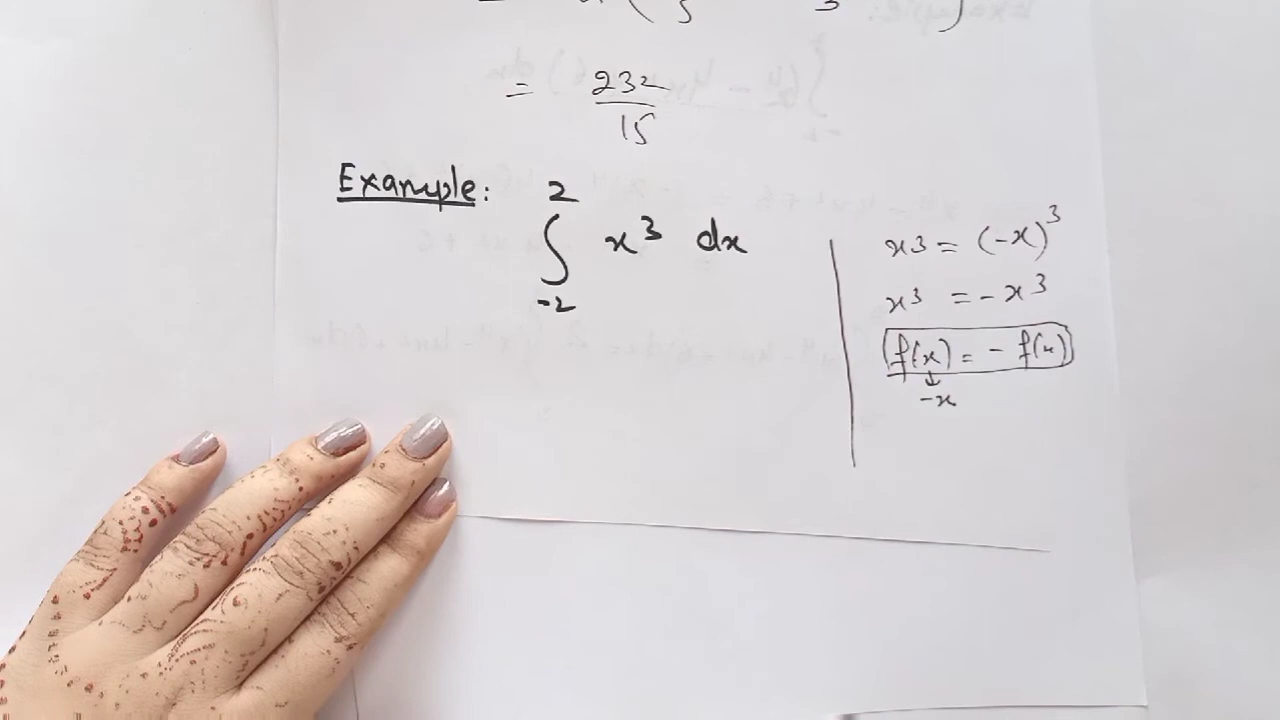 = 232/15
Example: ∫_{-2}^{2} x³ dx
x3 = (-x)³
x³ = -x³
f(x) = - f(x)
↓
-x